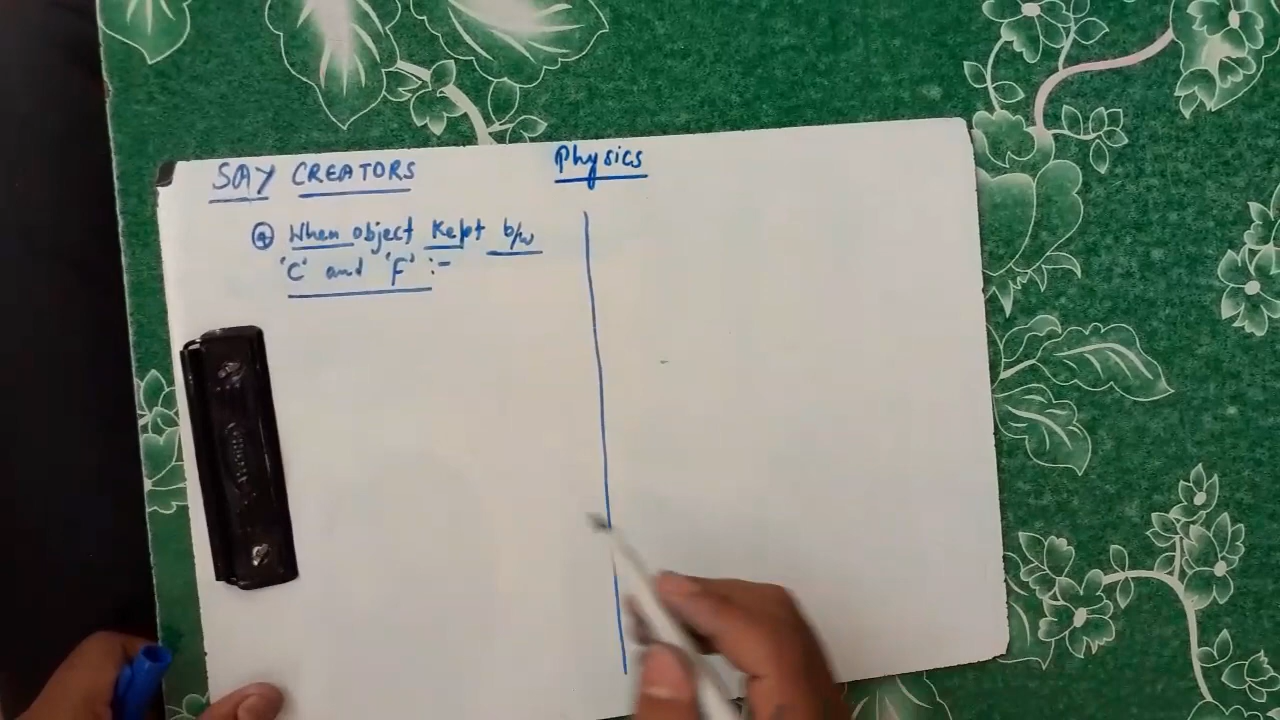 SAY CREATORS
Physics
When object Kept b/w
'C' and 'F' :-